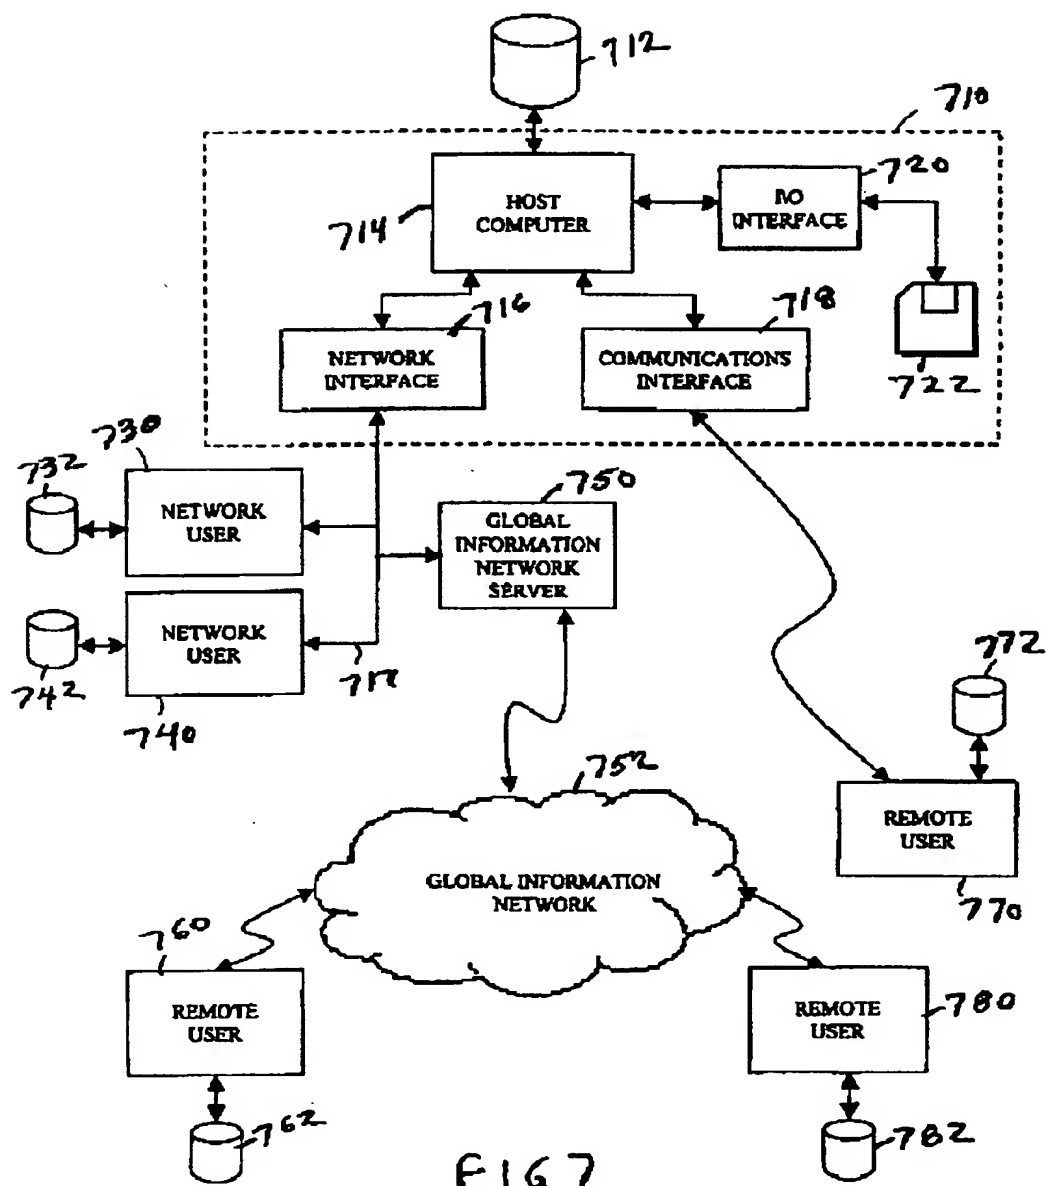 712
710
HOST
COMPUTER
714
720
I/O
INTERFACE
716
718
NETWORK
INTERFACE
COMMUNICATIONS
INTERFACE
722
730
732
NETWORK
USER
750
GLOBAL
INFORMATION
NETWORK
SERVER
NETWORK
USER
742
740
772
752
REMOTE
USER
770
GLOBAL INFORMATION
NETWORK
760
REMOTE
USER
REMOTE
USER
780
762
782
FIG 7